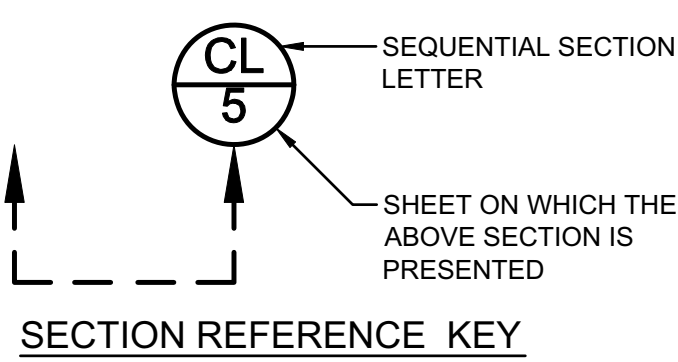 CL
5
SEQUENTIAL SECTION
LETTER
SHEET ON WHICH THE
ABOVE SECTION IS
PRESENTED
SECTION REFERENCE KEY